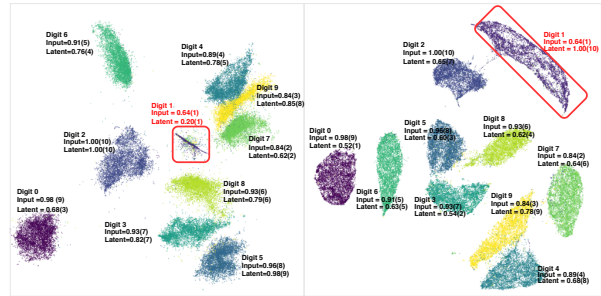 Digit 6
Input=0.91(5)
Latent=0.76(4)
Digit 4
Input=0.89(4)
Latent=0.78(5)
Digit 9
Input=0.84(3)
Latent=0.85(8)
Digit 1
Input = 0.64(1)
Latent = 0.20(1)
Digit 2
Input=1.00(10)
Latent=1.00(10)
Digit 7
Input=0.84(2)
Latent=0.62(2)
Digit 8
Input=0.93(6)
Latent=0.79(6)
Digit 0
Input = 0.98 (9)
Latent = 0.68(3)
Digit 3
Input=0.93(7)
Latent=0.82(7)
Digit 5
Input=0.96(8)
Latent=0.98(9)
Digit 1
Input = 0.64(1)
Latent = 1.00(10)
Digit 2
Input = 1.00(10)
Latent = 0.65(7)
Digit 0
Input = 0.98(9)
Latent = 0.52(1)
Digit 5
Input = 0.96(8)
Latent = 0.60(3)
Digit 8
Input = 0.93(6)
Latent = 0.62(4)
Digit 7
Input = 0.84(2)
Latent = 0.64(6)
Digit 6
Input = 0.91(5)
Latent = 0.63(5)
Digit 3
Input = 0.93(7)
Latent = 0.54(2)
Digit 9
Input = 0.84(3)
Latent = 0.78(9)
Digit 4
Input = 0.89(4)
Latent = 0.68(8)